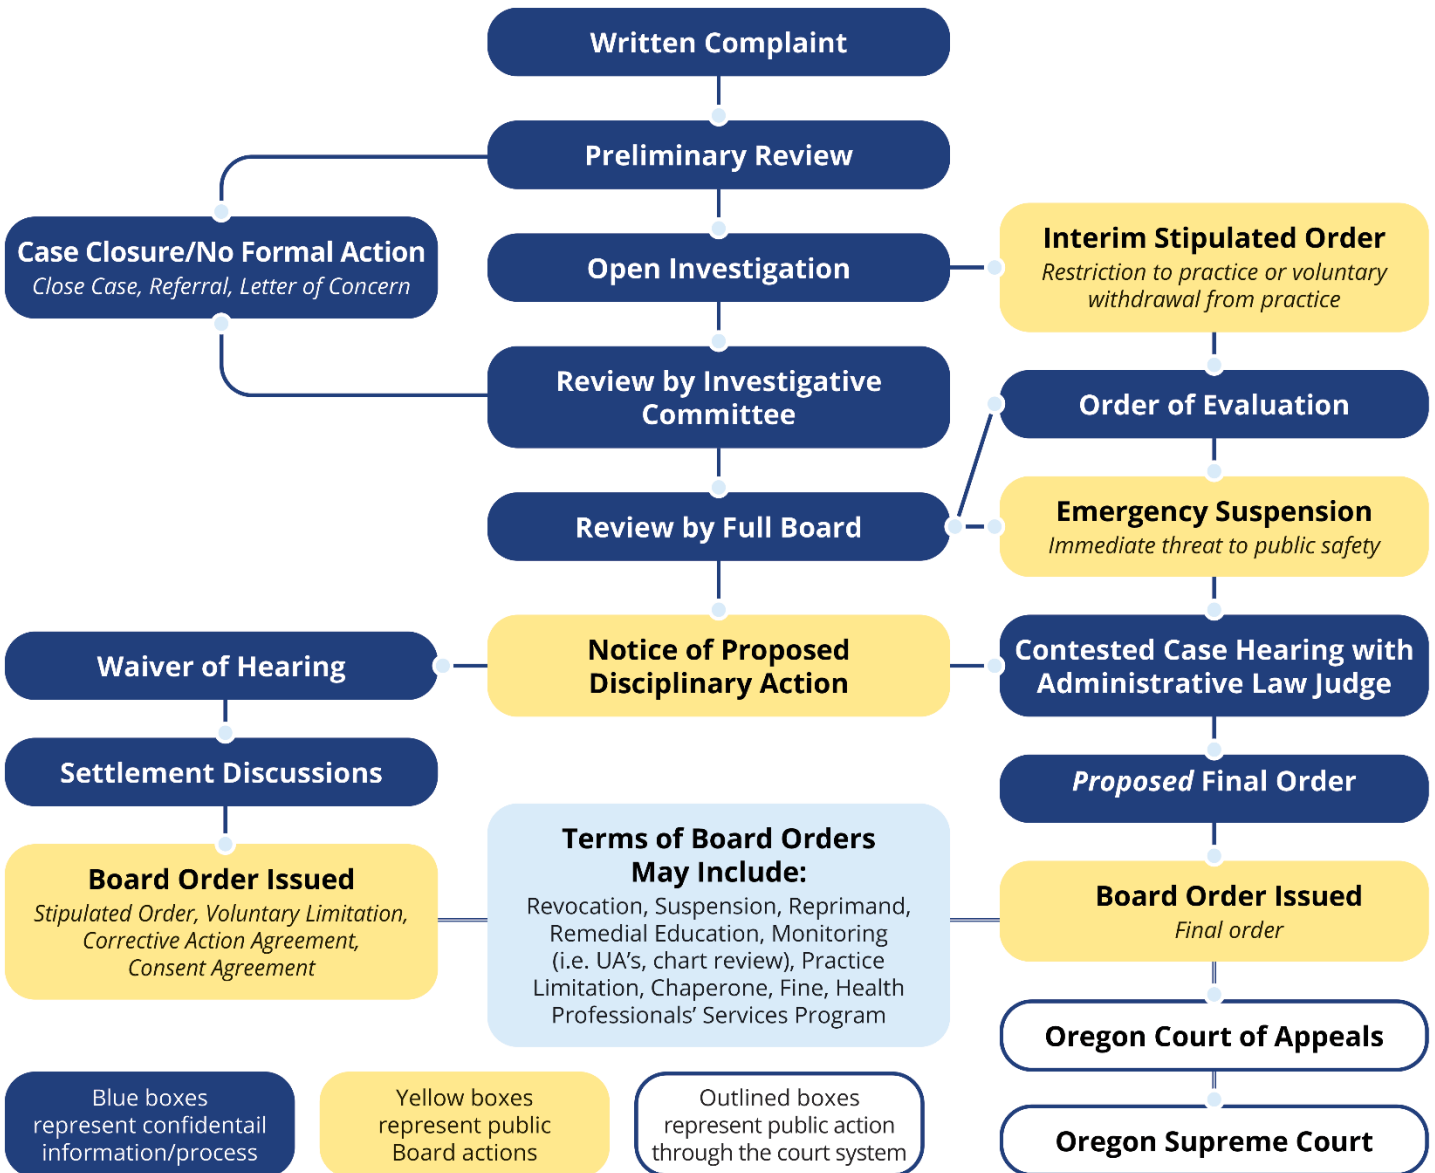 Written Complaint
Preliminary Review
Case Closure/No Formal Action
Close Case, Referral, Letter of Concern
Open Investigation
Interim Stipulated Order
Restriction to practice or voluntary
withdrawal from practice
Review by Investigative
Committee
Order of Evaluation
Review by Full Board
Emergency Suspension
Immediate threat to public safety
Waiver of Hearing
Notice of Proposed
Disciplinary Action
Contested Case Hearing with
Administrative Law Judge
Settlement Discussions
Proposed Final Order
Board Order Issued
Stipulated Order, Voluntary Limitation,
Corrective Action Agreement,
Consent Agreement
Terms of Board Orders
May Include:
Revocation, Suspension, Reprimand,
Remedial Education, Monitoring
(i.e. UA’s, chart review), Practice
Limitation, Chaperone, Fine, Health
Professionals’ Services Program
Board Order Issued
Final order
Oregon Court of Appeals
Oregon Supreme Court
Blue boxes
represent confidentail
information/process
Yellow boxes
represent public
Board actions
Outlined boxes
represent public action
through the court system